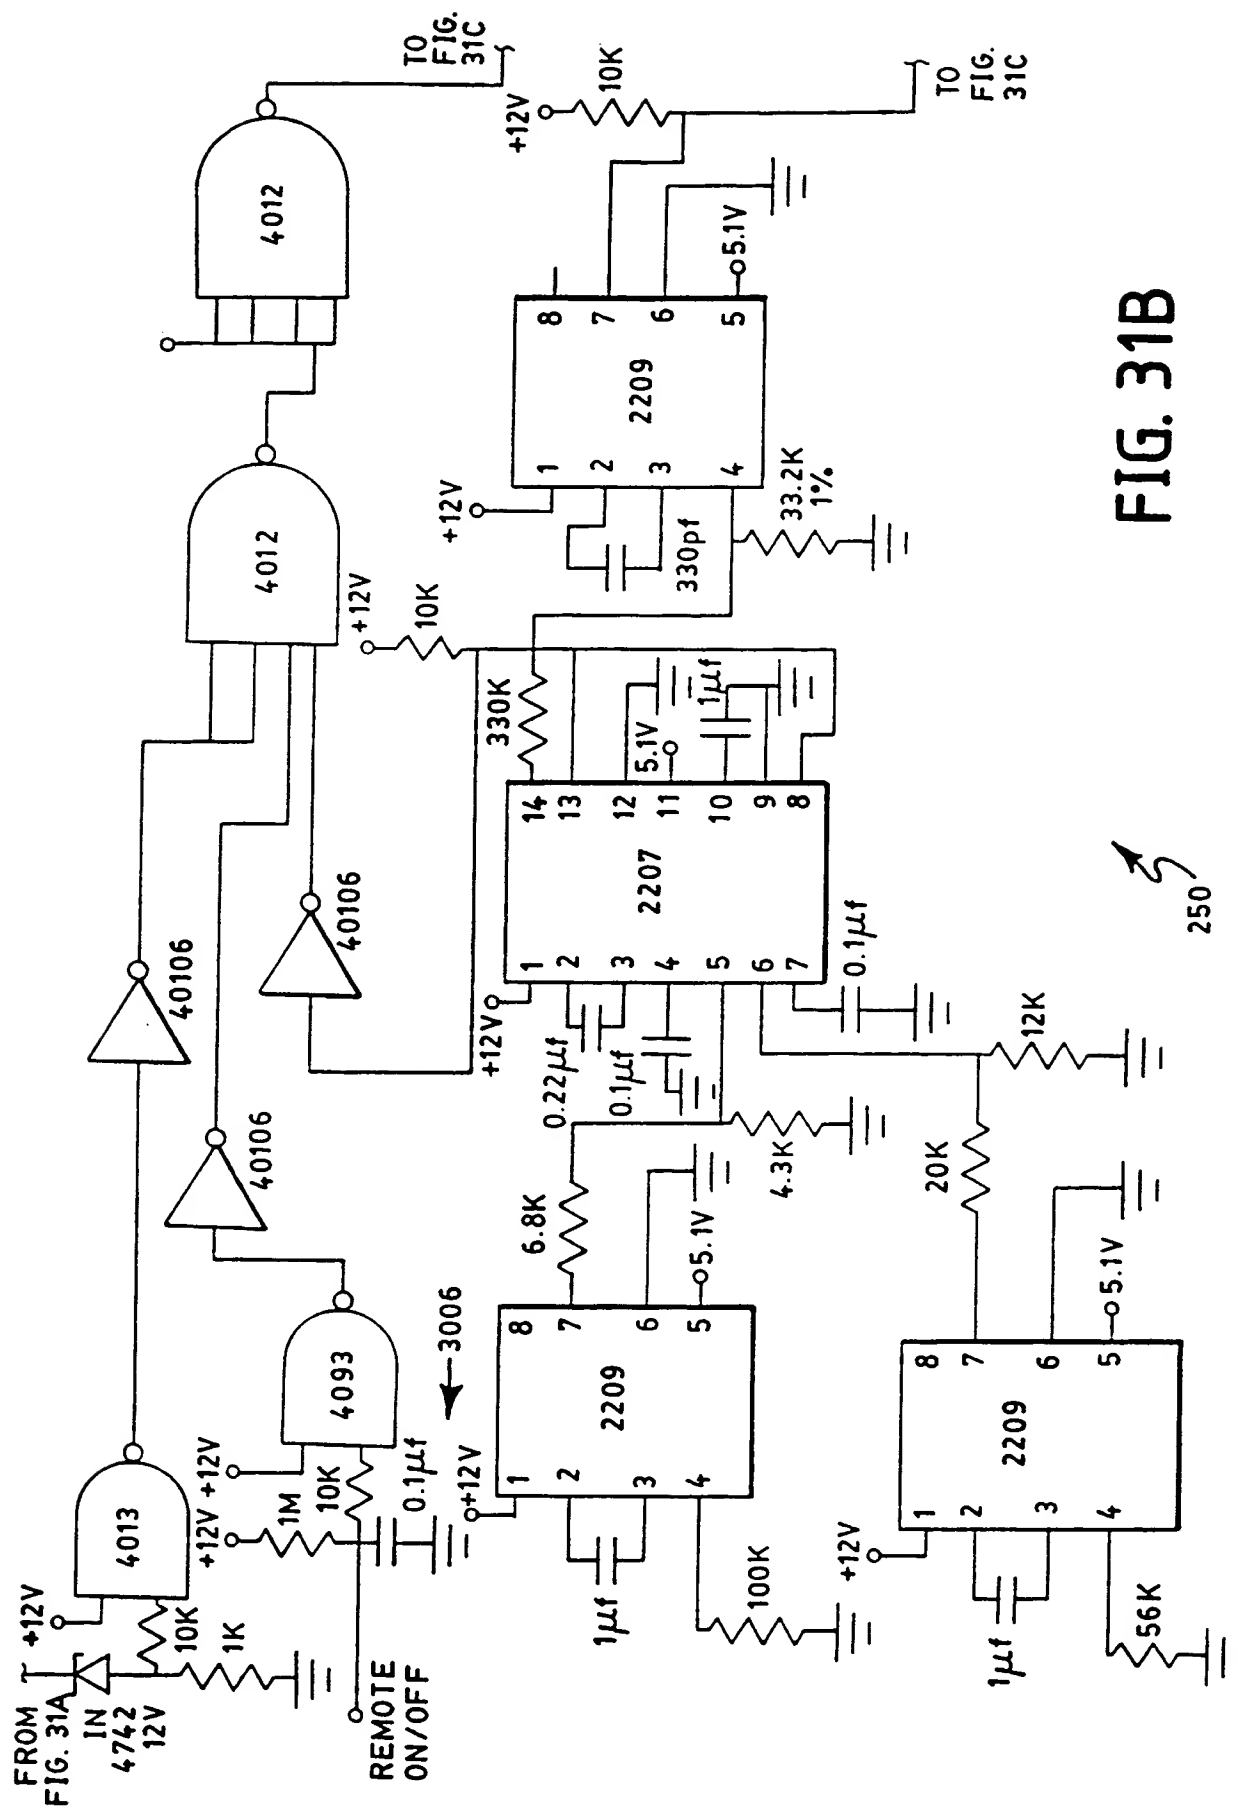 FROM
FIG. 31A
IN
4742
12V
+12V
10K
1K
4013
40106
+12V
+12V
1M
10K
0.1µf
REMOTE
ON/OFF
4093
40106
40106
4012
4012
TO
FIG.
31C
3006
+12V
1
2
3
4
2209
8
7
6
5
1µf
100K
6.8K
5.1V
4.3K
+12V
0.22µf
0.1µf
1
2
3
4
5
6
7
2207
14
13
12
11
10
9
8
0.1µf
330K
5.1V
1µf
+12V
10K
+12V
330pf
33.2K
1%
1
2
3
4
2209
8
7
6
5
5.1V
+12V
10K
TO
FIG.
31C
+12V
1
2
3
4
2209
8
7
6
5
1µf
56K
20K
5.1V
12K
250
FIG. 31B